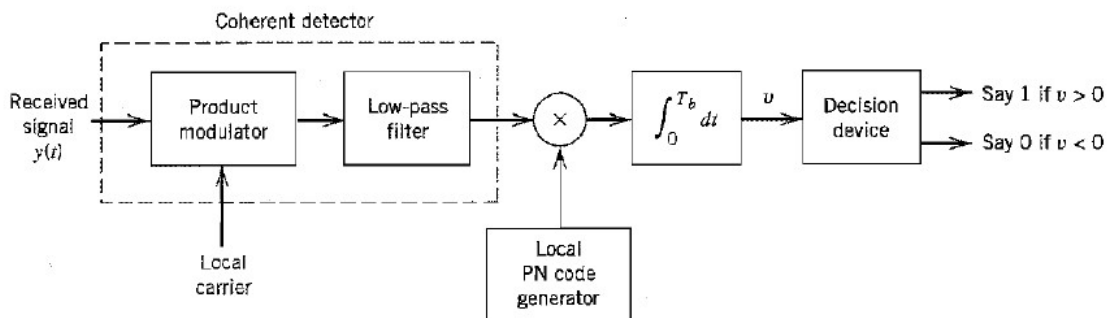 Coherent detector
Received
signal
y(t)
Product
modulator
Low-pass
filter
×
∫₀^{T_b} dt
v
Decision
device
Say 1 if v > 0
Say 0 if v < 0
Local
carrier
Local
PN code
generator